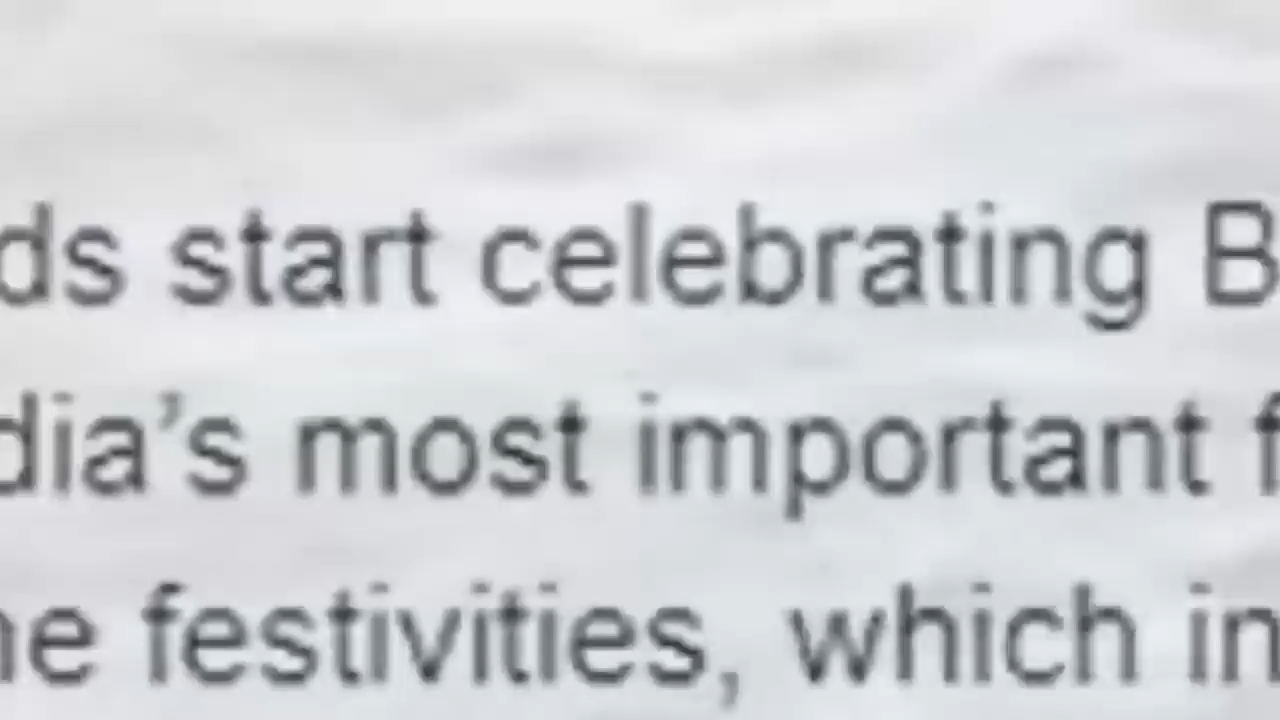 ds start celebrating B
dia’s most important f
he festivities, which in